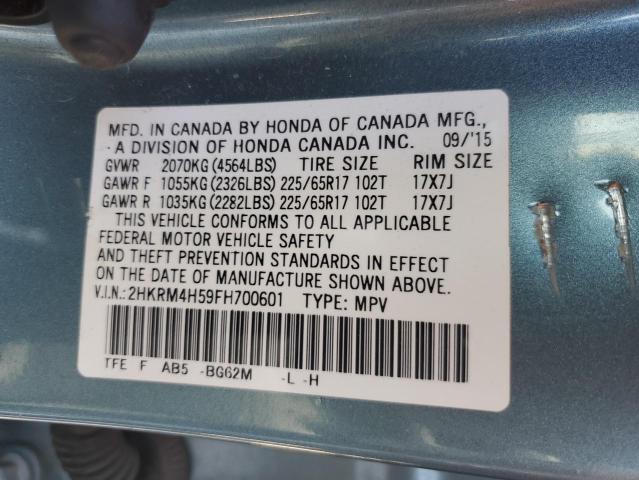 MFD. IN CANADA BY HONDA OF CANADA MFG.,
A DIVISION OF HONDA CANADA INC. 09/'15
GVWR 2070KG (4564LBS) TIRE SIZE RIM SIZE
GAWR F 1055KG (2326LBS) 225/65R17 102T 17X7J
GAWR R 1035KG (2282LBS) 225/65R17 102T 17X7J
THIS VEHICLE CONFORMS TO ALL APPLICABLE
FEDERAL MOTOR VEHICLE SAFETY
AND THEFT PREVENTION STANDARDS IN EFFECT
ON THE DATE OF MANUFACTURE SHOWN ABOVE.
V.I.N.: 2HKRM4H59FH700601 TYPE: MPV
TFE F AB5 -BG62M -L -H